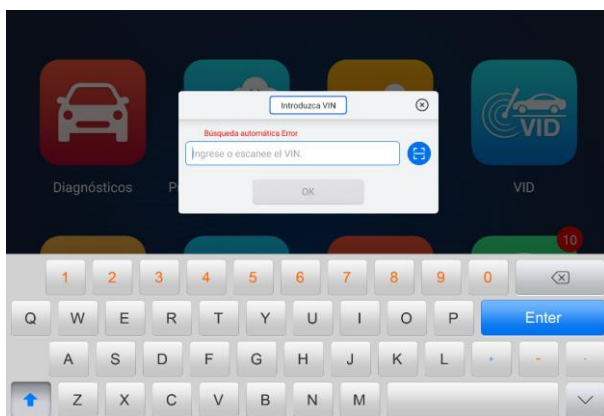 Introduzca VIN
Búsqueda automática Error
Ingrese o escanee el VIN.
OK
VID
Diagnósticos
P
VID
10
1 2 3 4 5 6 7 8 9 0
Q W E R T Y U I O P Enter
A S D F G H J K L * - .
Z X C V B N M